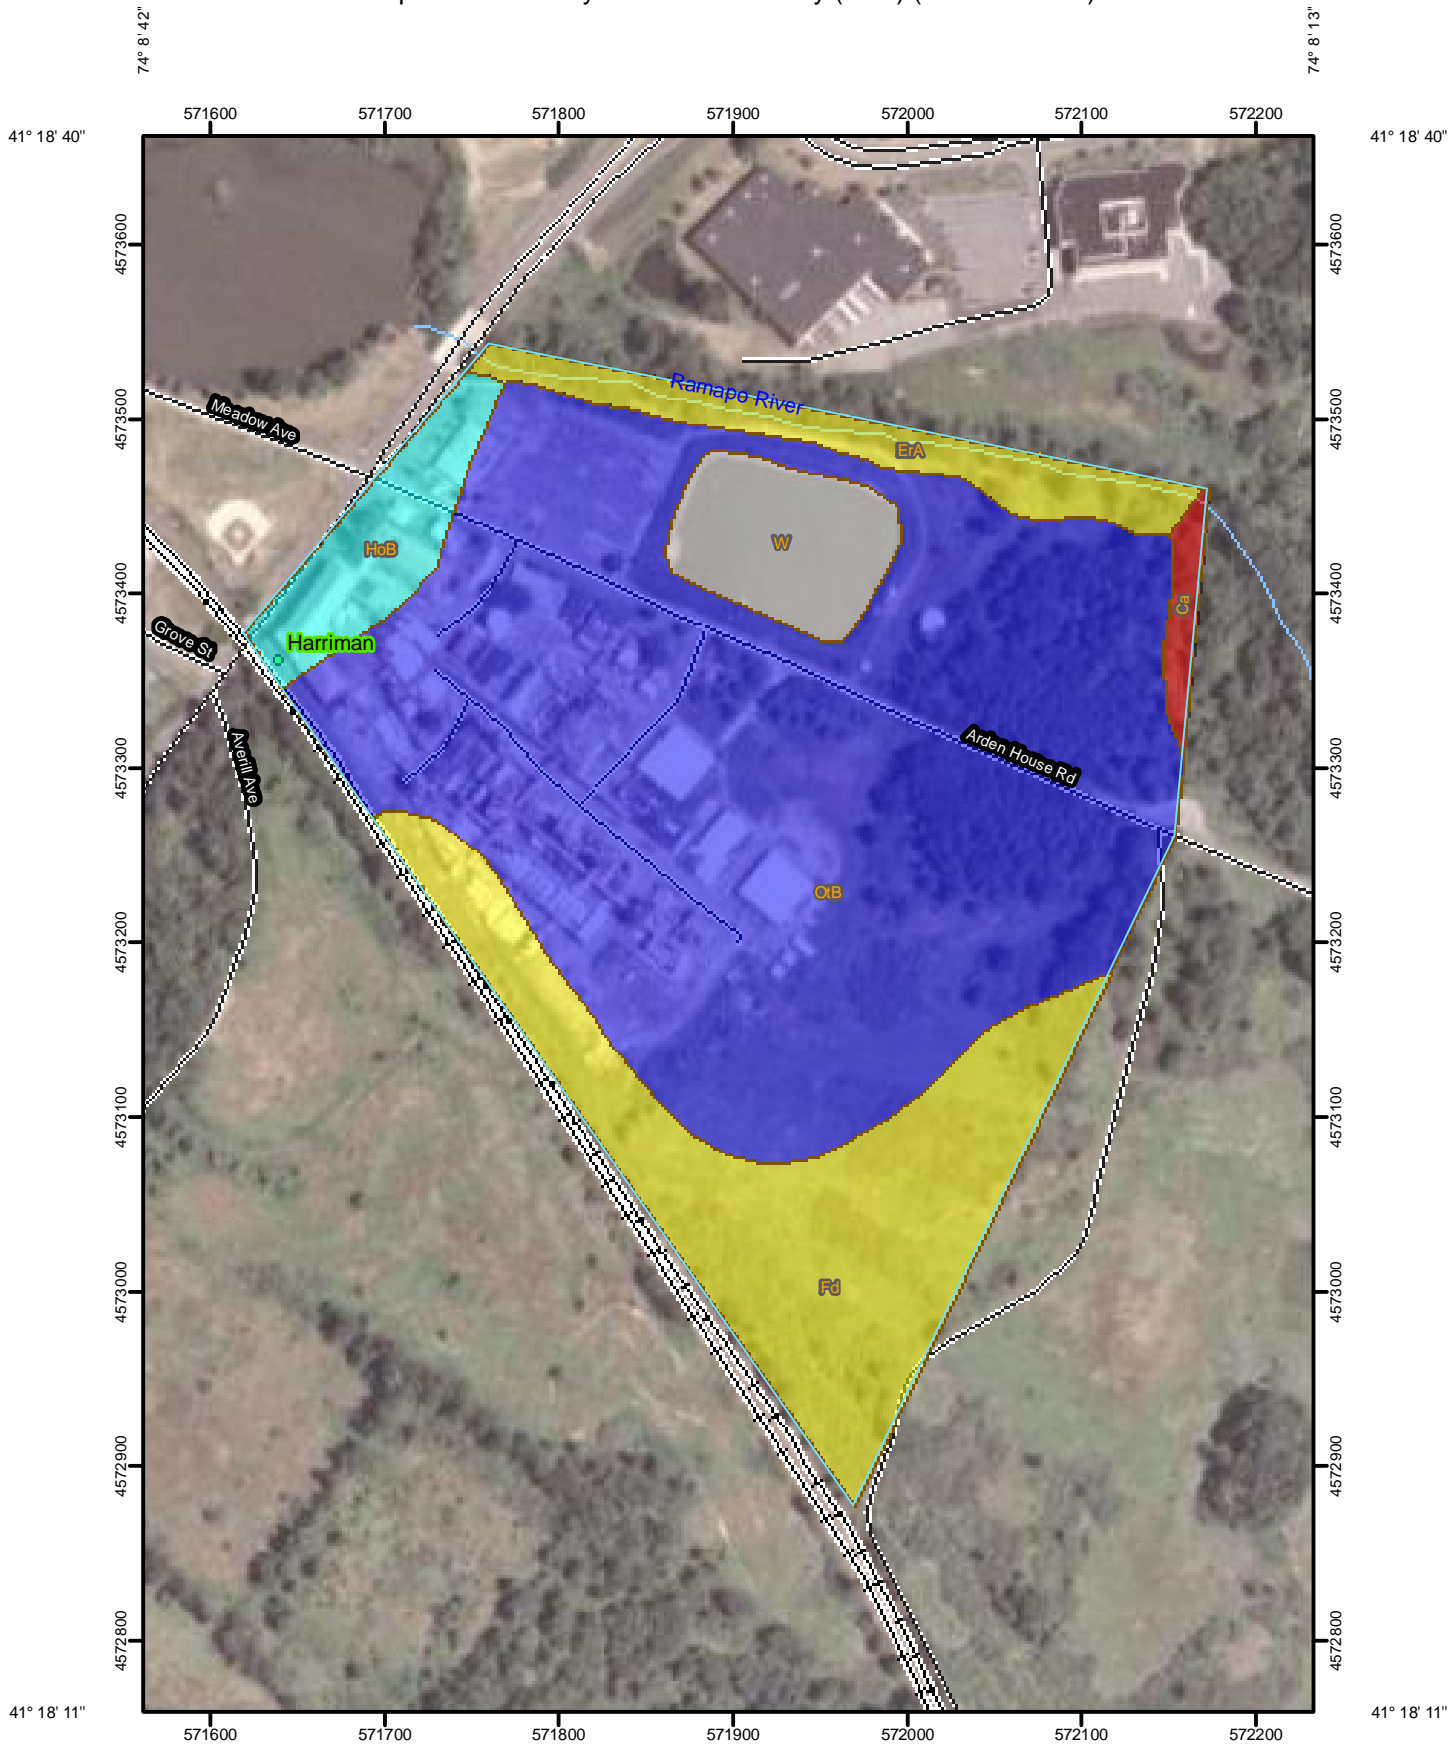 74° 8' 42"
74° 8' 13"
571600 571700 571800 571900 572000 572100 572200
41° 18' 40"
41° 18' 40"
4573600
4573600
Ramapo River
Meadow Ave
4573500
4573500
ErA
W
HoB
4573400
4573400
Ca
Grove St
Harriman
Averill Ave
Arden House Rd
4573300
4573300
OtB
4573200
4573200
4573100
4573100
Fd
4573000
4573000
4572900
4572900
4572800
4572800
41° 18' 11"
41° 18' 11"
571600 571700 571800 571900 572000 572100 572200